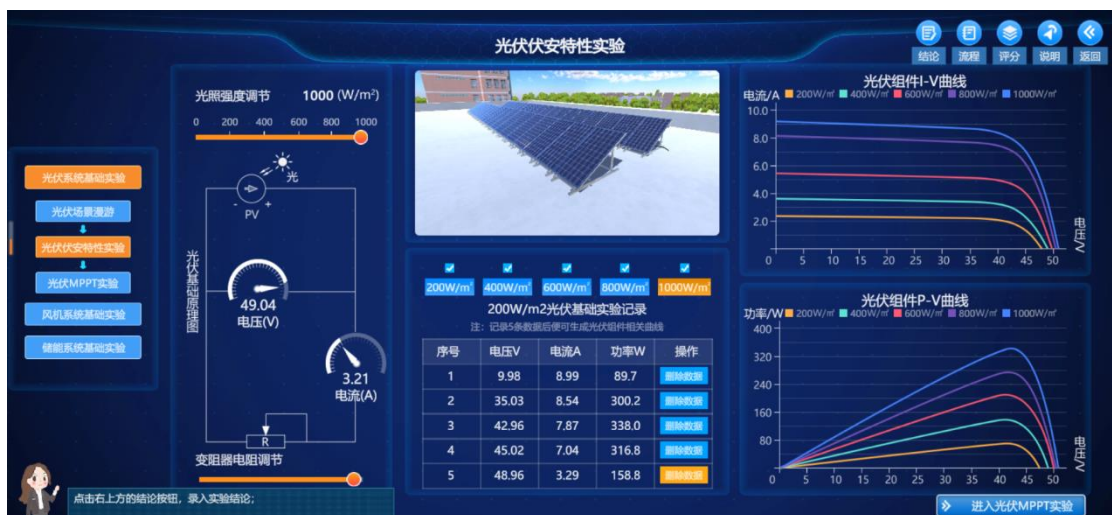 光伏伏安特性实验
结论 流程 评分 说明 返回
光伏系统基础实验
光伏场景漫游
光伏伏安特性实验
光伏MPPT实验
风机系统基础实验
储能系统基础实验
光照强度调节 1000 (W/m²)
0 200 400 600 800 1000
光
- +
PV
光伏基础原理图
49.04
电压(V)
3.21
电流(A)
R
变阻器电阻调节
点击右上方的结论按钮，录入实验结论；
200W/㎡ 400W/㎡ 600W/㎡ 800W/㎡ 1000W/㎡
200W/m2光伏基础实验记录
注：记录5条数据后便可生成光伏组件相关曲线
序号 电压V 电流A 功率W 操作
1 9.98 8.99 89.7 删除数据
2 35.03 8.54 300.2 删除数据
3 42.96 7.87 338.0 删除数据
4 45.02 7.04 316.8 删除数据
5 48.96 3.29 158.8 删除数据
光伏组件I-V曲线
电流/A 200W/㎡ 400W/㎡ 600W/㎡ 800W/㎡ 1000W/㎡
10.0
8.0
6.0
4.0
2.0
0 5 10 15 20 25 30 35 40 45 50
电压/V
光伏组件P-V曲线
功率/W 200W/㎡ 400W/㎡ 600W/㎡ 800W/㎡ 1000W/㎡
400
320
240
160
80
0 5 10 15 20 25 30 35 40 45 50
电压/V
进入光伏MPPT实验